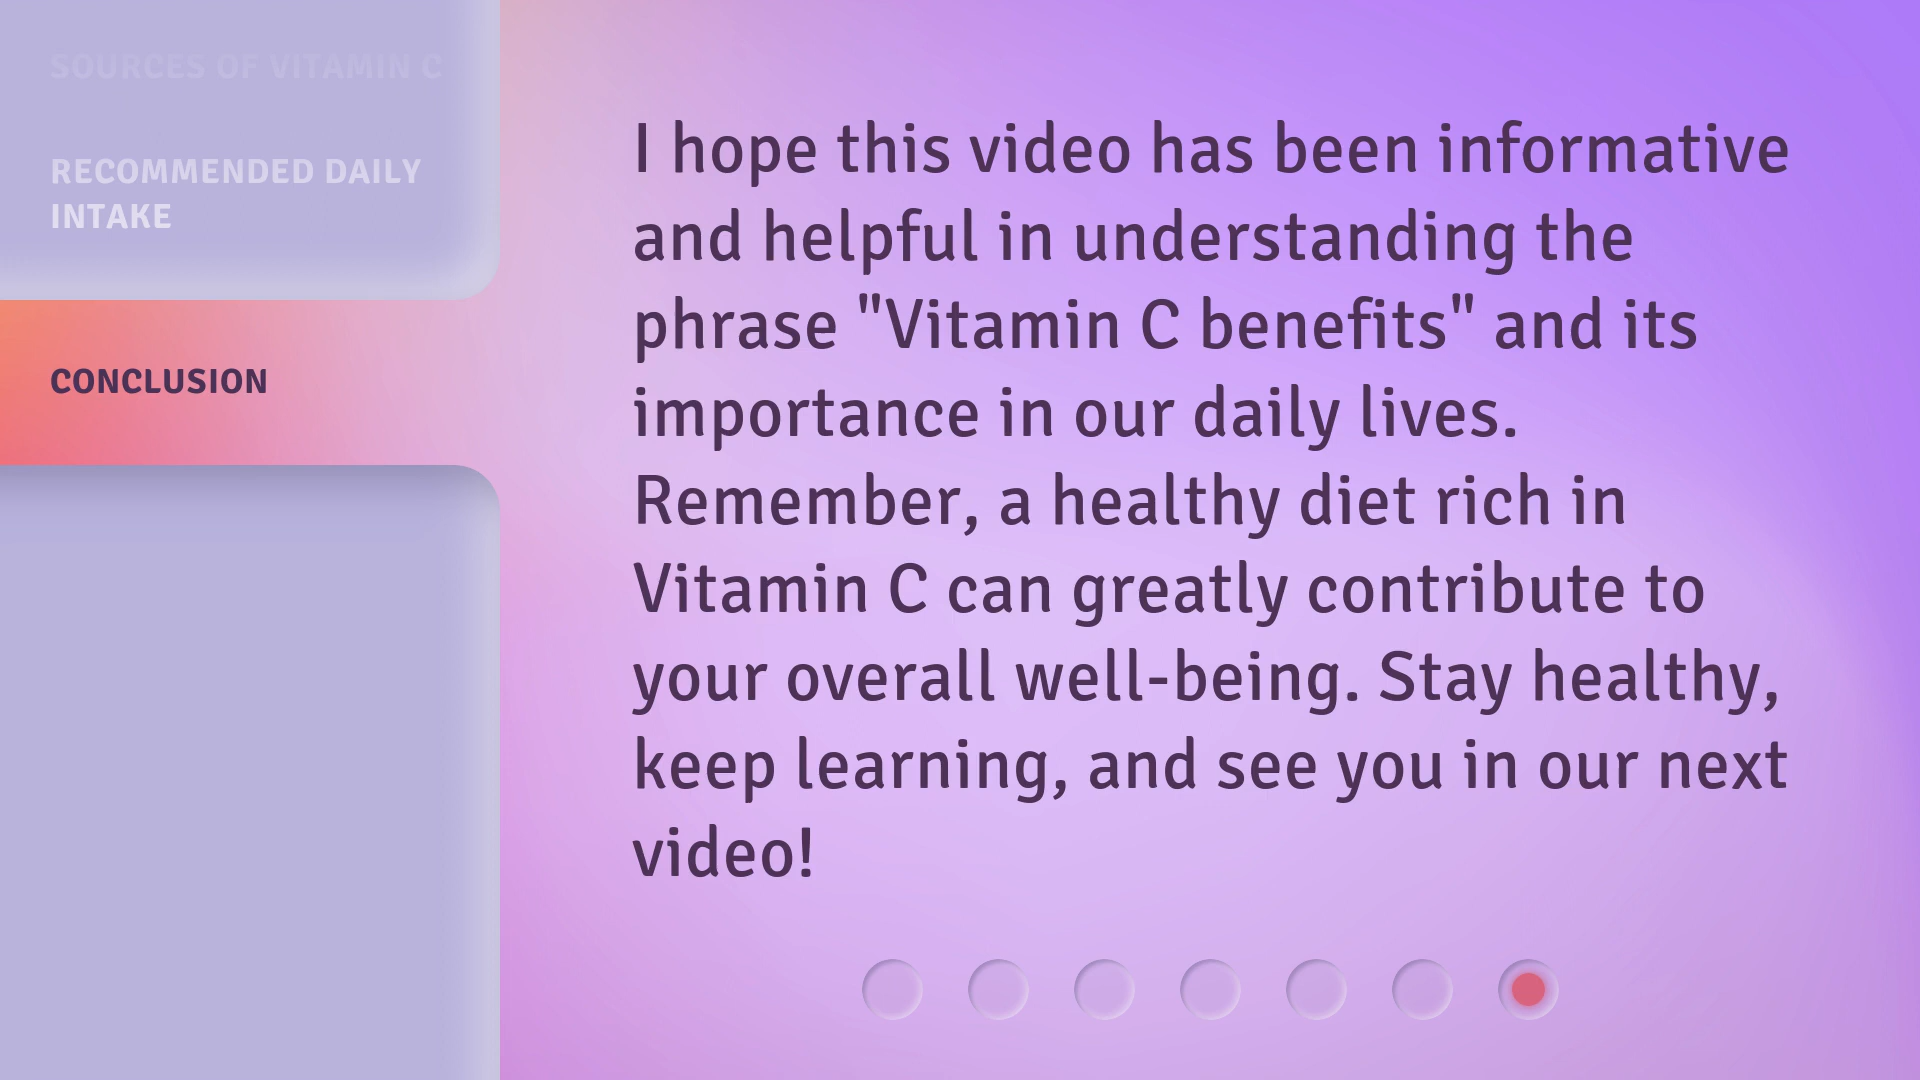 SOURCES OF VITAMIN C
RECOMMENDED DAILY
INTAKE
CONCLUSION
I hope this video has been informative
and helpful in understanding the
phrase "Vitamin C benefits" and its
importance in our daily lives.
Remember, a healthy diet rich in
Vitamin C can greatly contribute to
your overall well-being. Stay healthy,
keep learning, and see you in our next
video!